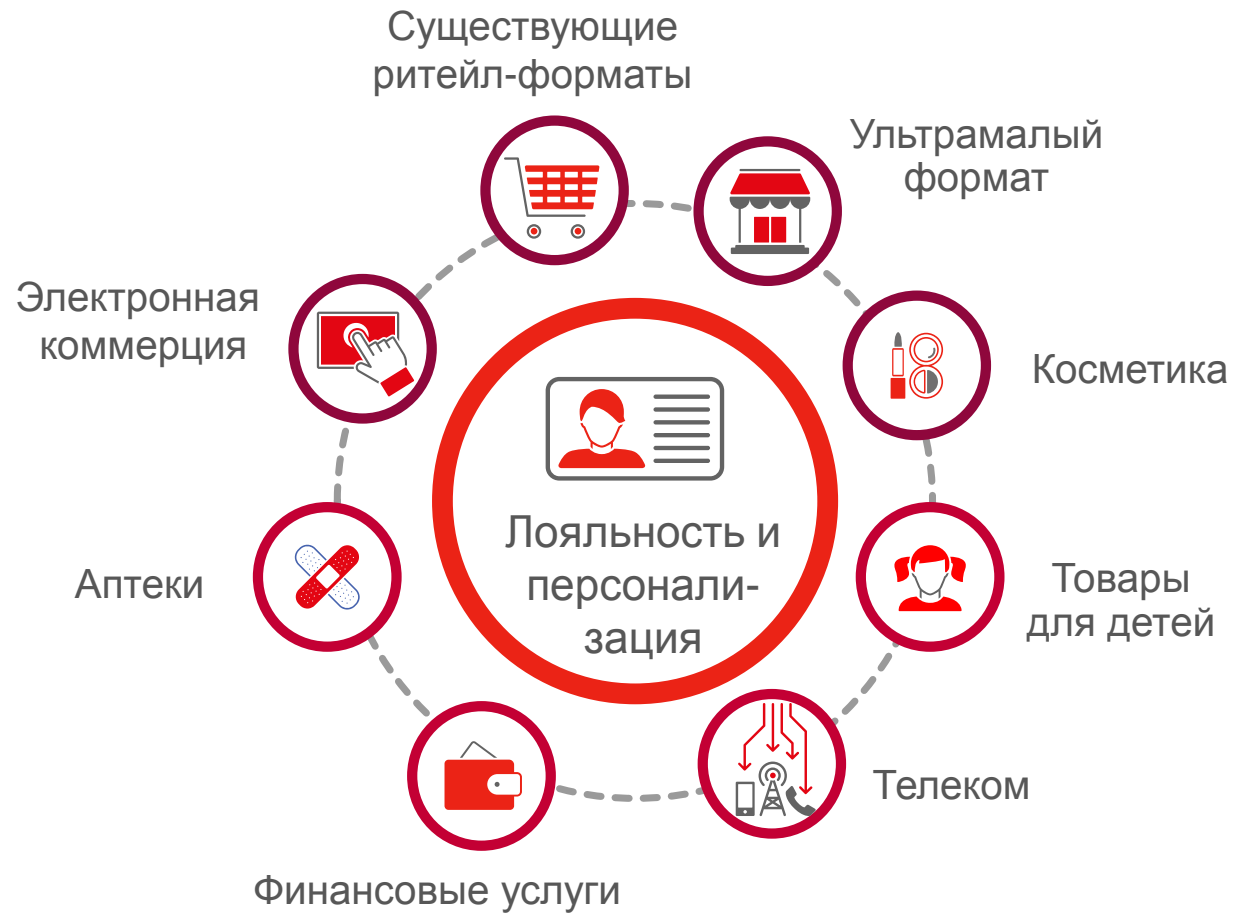 Существующие
ритейл-форматы
Ультрамалый
формат
Электронная
коммерция
Косметика
Лояльность и
персонали-
зация
Аптеки
Товары
для детей
Телеком
Финансовые услуги